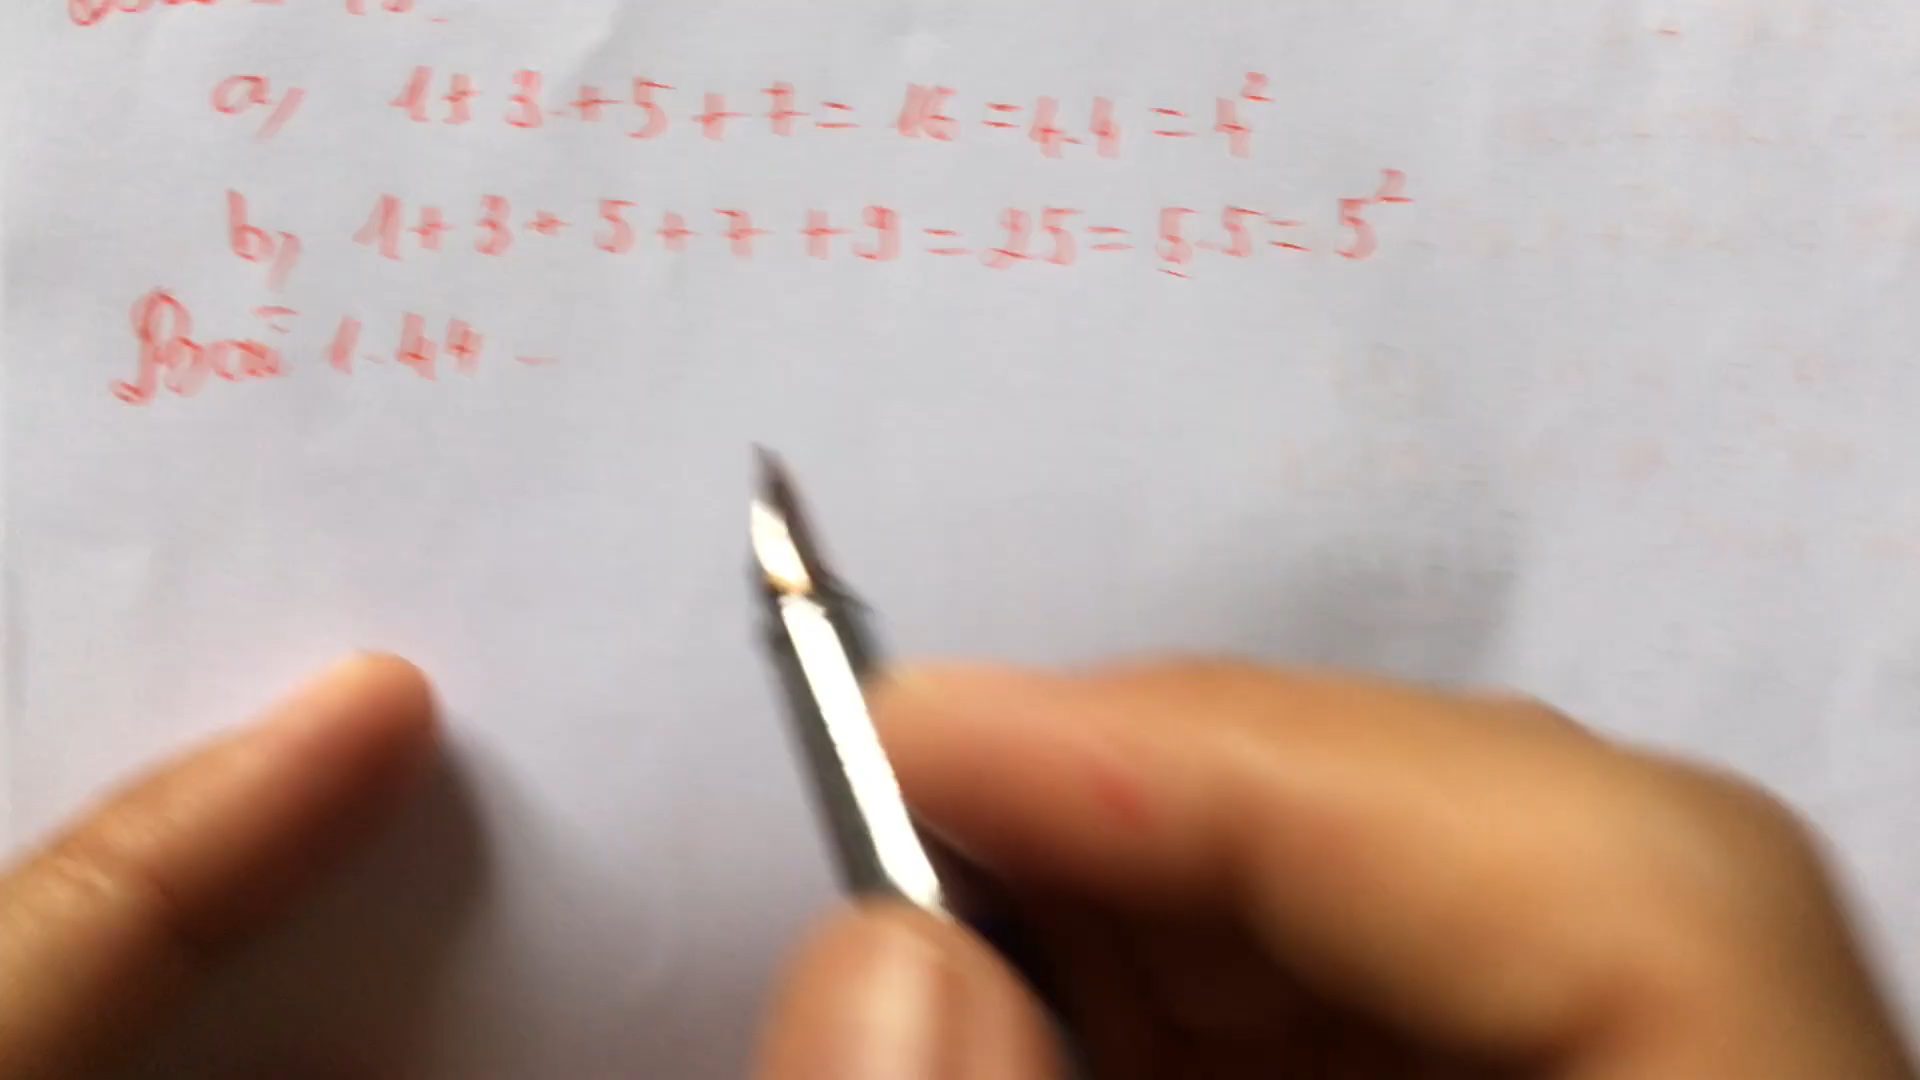 a, 1+3+5+7=16=4.4=4²
b, 1+3+5+7+9=25=5.5=5²
Bài 1.44